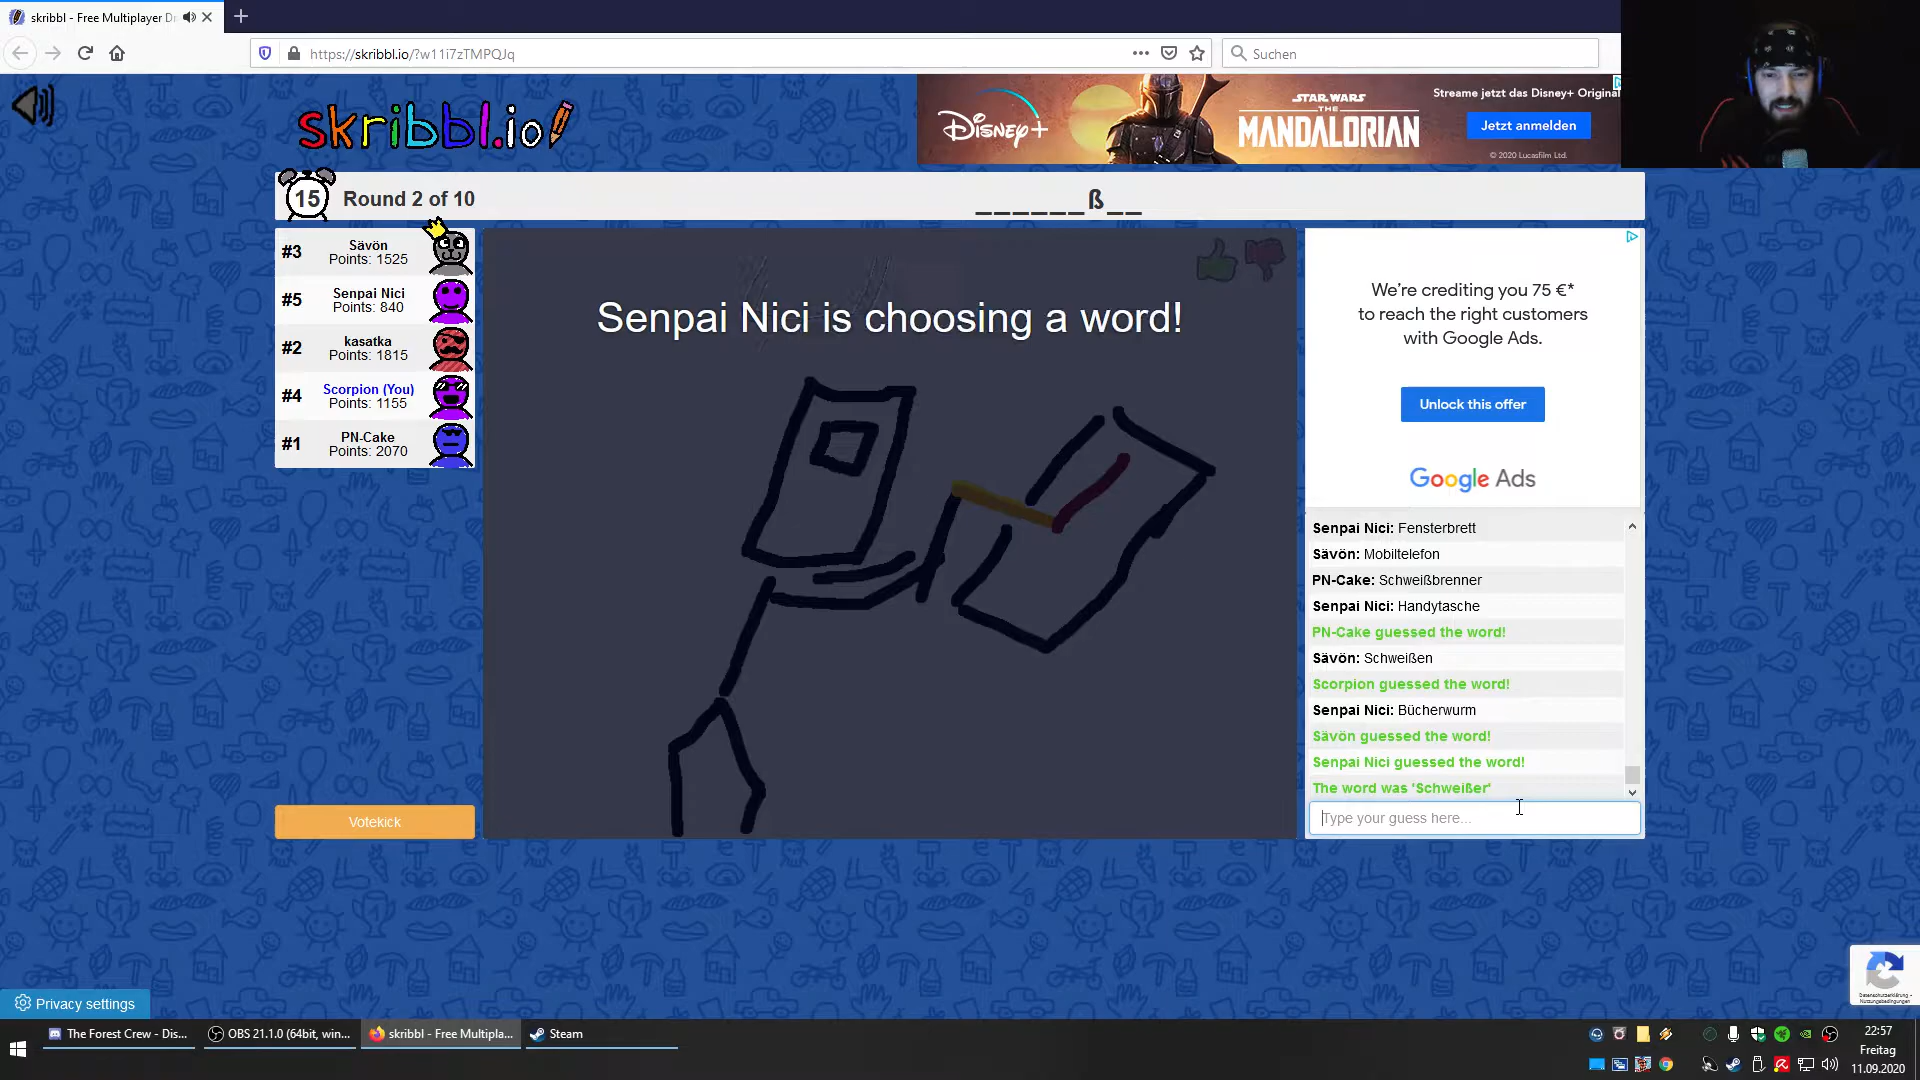 skribbl - Free Multiplayer Dr
https://skribbl.io/?w11i7zTMPQJq
Suchen
skribbl.io
Disney+
STAR WARS
THE
MANDALORIAN
Streame jetzt das Disney+ Original
Jetzt anmelden
© 2020 Lucasfilm Ltd.
15
Round 2 of 10
______ß__
#3
Sävön
Points: 1525
#5
Senpai Nici
Points: 840
#2
kasatka
Points: 1815
#4
Scorpion (You)
Points: 1155
#1
PN-Cake
Points: 2070
Votekick
Senpai Nici is choosing a word!
We're crediting you 75 €*
to reach the right customers
with Google Ads.
Unlock this offer
Google Ads
Senpai Nici: Fensterbrett
Sävön: Mobiltelefon
PN-Cake: Schweißbrenner
Senpai Nici: Handytasche
PN-Cake guessed the word!
Sävön: Schweißen
Scorpion guessed the word!
Senpai Nici: Bücherwurm
Sävön guessed the word!
Senpai Nici guessed the word!
The word was 'Schweißer'
Type your guess here...
Datenschutzerklärung -
Nutzungsbedingungen
Privacy settings
The Forest Crew - Dis...
OBS 21.1.0 (64bit, win...
skribbl - Free Multipla...
Steam
22:57
Freitag
11.09.2020